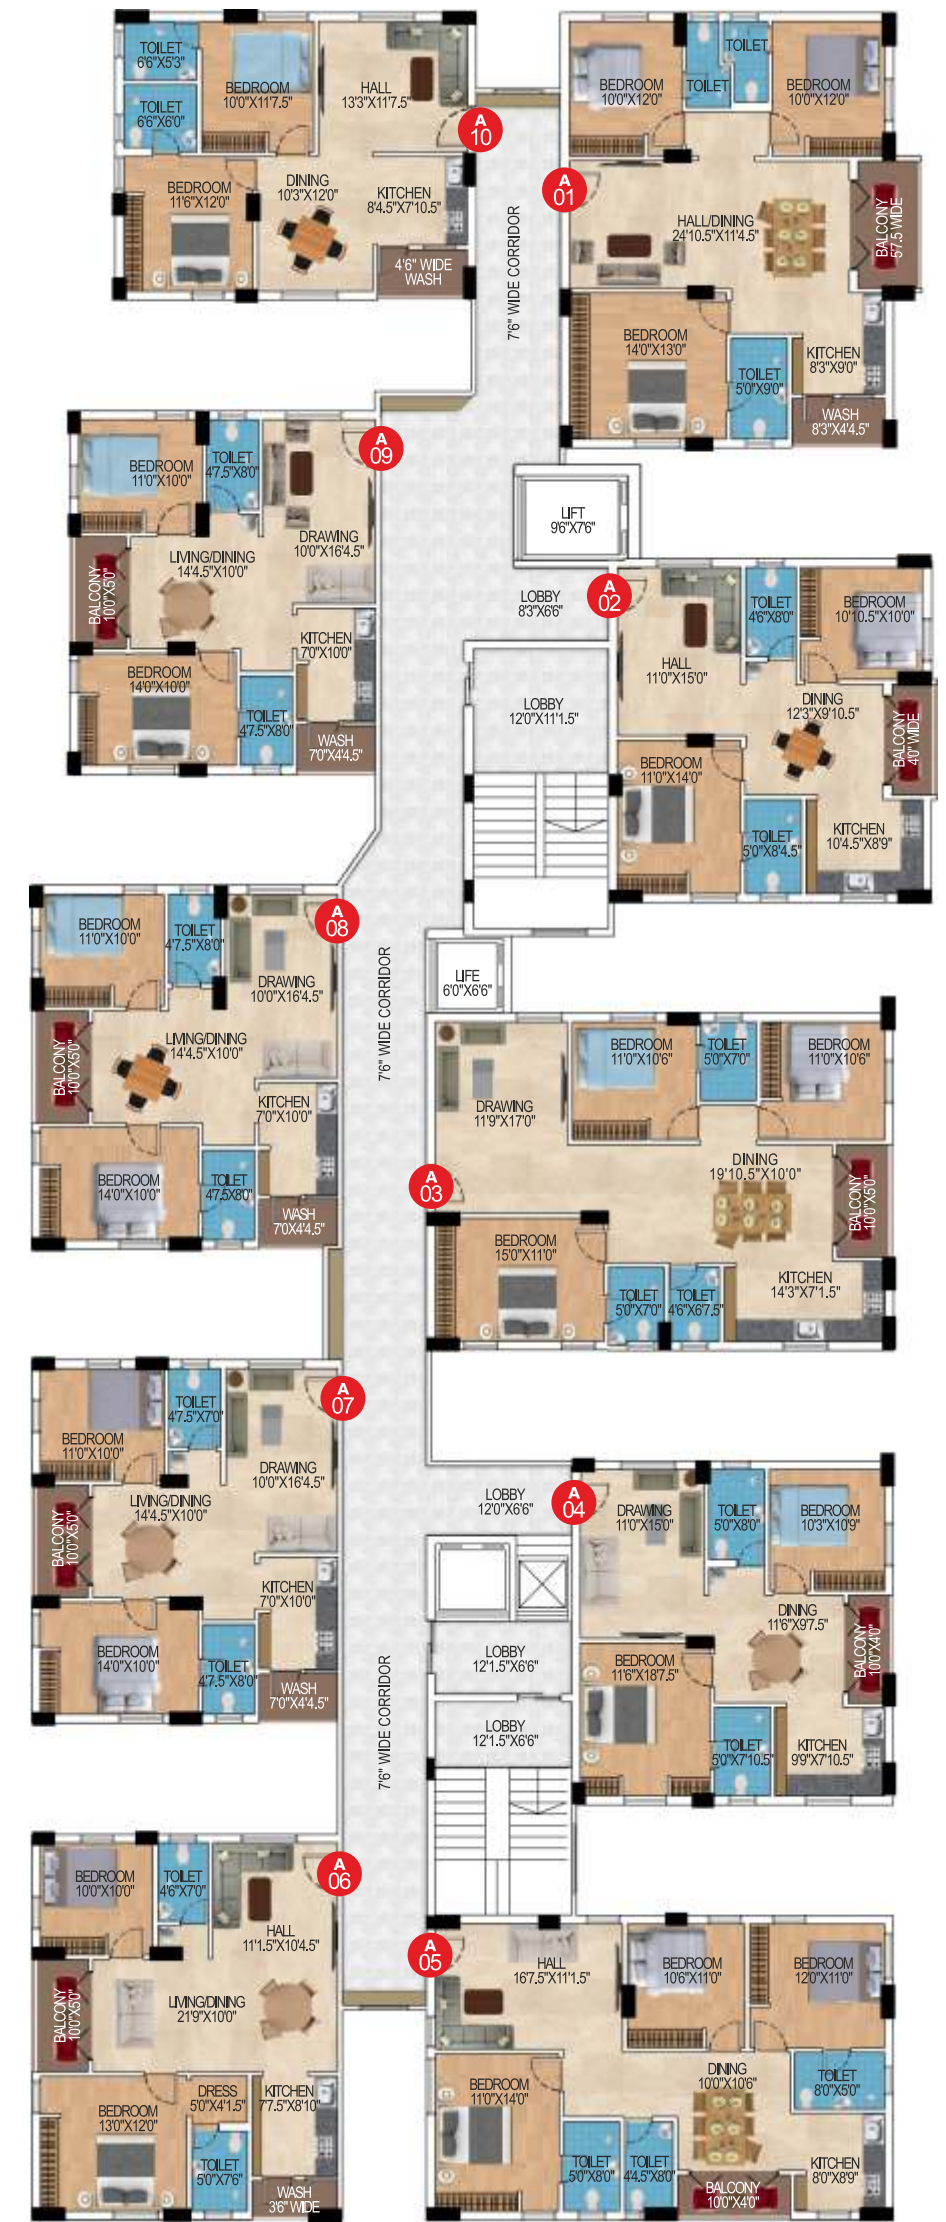 TOILET
6'6"X5'3"
TOILET
6'6"X6'0"
BEDROOM
10'0"X11'7.5"
HALL
13'3"X11'7.5"
BEDROOM
11'6"X12'0"
DINING
10'3"X12'0"
KITCHEN
8'4.5"X7'10.5"
4'6" WIDE
WASH
A
10
7'6" WIDE CORRIDOR
A
01
BEDROOM
10'0"X12'0"
TOILET
TOILET
BEDROOM
10'0"X12'0"
HALL/DINING
24'10.5"X11'4.5"
BALCONY
57.5 WIDE
BEDROOM
14'0"X13'0"
TOILET
5'0"X9'0"
KITCHEN
8'3"X9'0"
WASH
8'3"X4'4.5"
A
09
BEDROOM
11'0"X10'0"
TOILET
4'7.5"X8'0"
DRAWING
10'0"X16'4.5"
LIVING/DINING
14'4.5"X10'0"
BALCONY
10'0"X5'0"
KITCHEN
7'0"X10'0"
BEDROOM
14'0"X10'0"
TOILET
4'7.5"X8'0"
WASH
7'0"X4'4.5"
LIFT
9'6"X7'6"
LOBBY
8'3"X6'6"
LOBBY
12'0"X11'1.5"
A
02
TOILET
4'6"X8'0"
BEDROOM
10'10.5"X10'0"
HALL
11'0"X15'0"
DINING
12'3"X9'10.5"
BALCONY
4'0" WIDE
BEDROOM
11'0"X14'0"
TOILET
5'0"X8'4.5"
KITCHEN
10'4.5"X8'9"
A
08
BEDROOM
11'0"X10'0"
TOILET
4'7.5"X8'0"
DRAWING
10'0"X16'4.5"
LIVING/DINING
14'4.5"X10'0"
BALCONY
10'0"X5'0"
KITCHEN
7'0"X10'0"
BEDROOM
14'0"X10'0"
TOILET
4'7.5X8'0"
WASH
7'0X4'4.5"
7'6" WIDE CORRIDOR
LIFE
6'0"X6'6"
A
03
DRAWING
11'9"X17'0"
BEDROOM
11'0"X10'6"
TOILET
5'0"X7'0"
BEDROOM
11'0"X10'6"
DINING
19'10.5"X10'0"
BALCONY
10'0"X5'0"
BEDROOM
15'0"X11'0"
TOILET
5'0"X7'0"
TOILET
4'6"X6'7.5"
KITCHEN
14'3"X7'1.5"
A
07
BEDROOM
11'0"X10'0"
TOILET
4'7.5"X7'0"
DRAWING
10'0"X16'4.5"
LIVING/DINING
14'4.5"X10'0"
BALCONY
10'0"X5'0"
KITCHEN
7'0"X10'0"
BEDROOM
14'0"X10'0"
TOILET
4'7.5"X8'0"
WASH
7'0"X4'4.5"
7'6" WIDE CORRIDOR
LOBBY
12'0"X6'6"
LOBBY
12'1.5"X6'6"
LOBBY
12'1.5"X6'6"
A
04
DRAWING
11'0"X15'0"
TOILET
5'0"X8'0"
BEDROOM
10'3"X10'9"
DINING
11'6"X9'7.5"
BALCONY
10'0"X4'0"
BEDROOM
11'6"X18'7.5"
TOILET
5'0"X7'10.5"
KITCHEN
9'9"X7'10.5"
A
06
BEDROOM
10'0"X10'0"
TOILET
4'6"X7'0"
HALL
11'1.5"X10'4.5"
LIVING/DINING
21'9"X10'0"
BALCONY
10'0"X5'0"
DRESS
5'0"X4'1.5"
KITCHEN
7'7.5"X8'10"
BEDROOM
13'0"X12'0"
TOILET
5'0"X7'6"
WASH
3'6" WIDE
A
05
HALL
16'7.5"X11'1.5"
BEDROOM
10'6"X11'0"
BEDROOM
12'0"X11'0"
BEDROOM
11'0"X14'0"
DINING
10'0"X10'6"
TOILET
8'0"X5'0"
TOILET
5'0"X8'0"
TOILET
4'4.5"X8'0"
KITCHEN
8'0"X8'9"
BALCONY
10'0"X4'0"